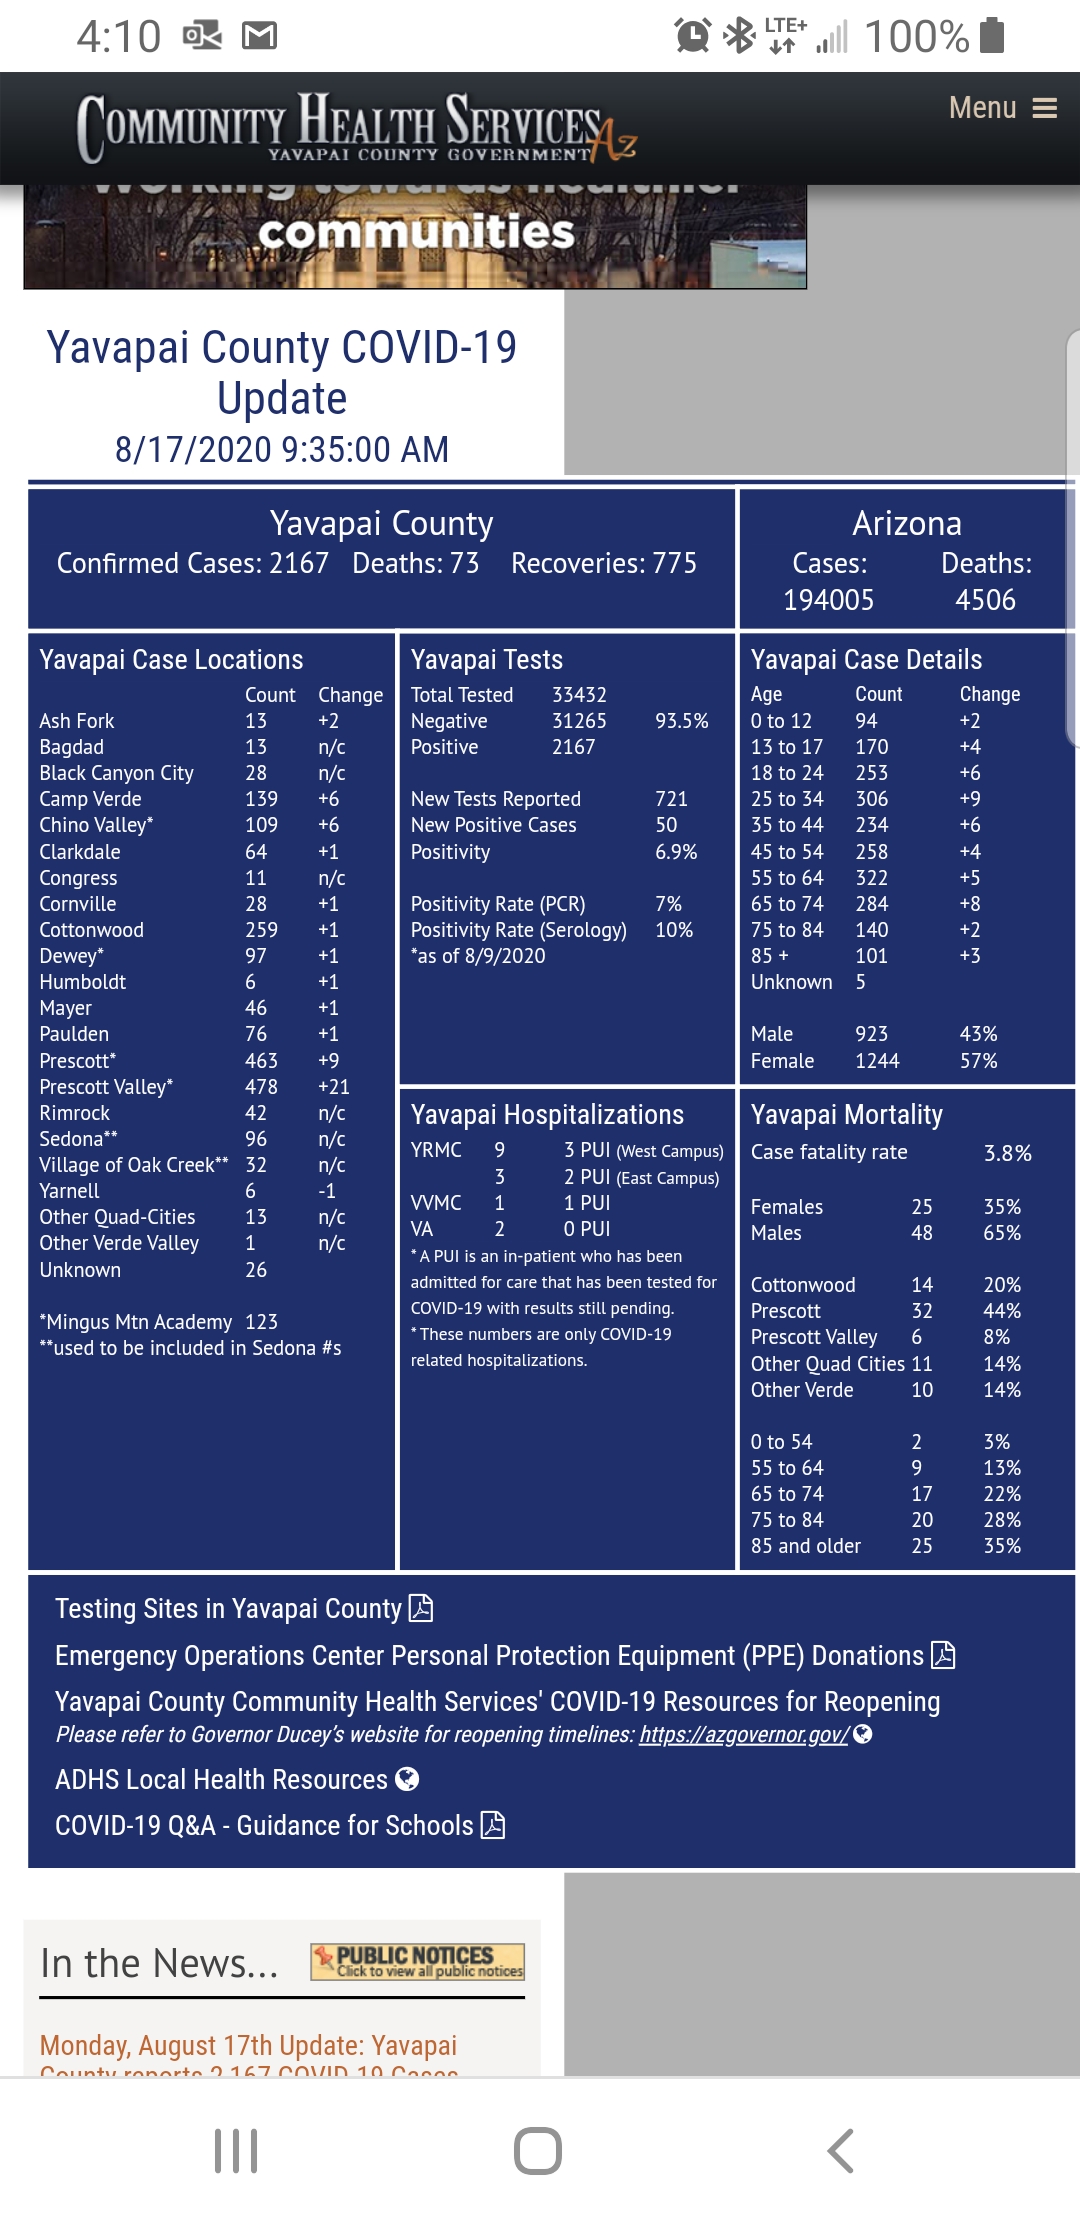 4:10 LTE+ 100%
COMMUNITY HEALTH SERVICES Az
YAVAPAI COUNTY GOVERNMENT
Menu
Working towards healthier
communities
Yavapai County COVID-19
Update
8/17/2020 9:35:00 AM
Yavapai County
Confirmed Cases: 2167 Deaths: 73 Recoveries: 775
Arizona
Cases: Deaths:
194005 4506
Yavapai Case Locations
Count Change
Ash Fork 13 +2
Bagdad 13 n/c
Black Canyon City 28 n/c
Camp Verde 139 +6
Chino Valley* 109 +6
Clarkdale 64 +1
Congress 11 n/c
Cornville 28 +1
Cottonwood 259 +1
Dewey* 97 +1
Humboldt 6 +1
Mayer 46 +1
Paulden 76 +1
Prescott* 463 +9
Prescott Valley* 478 +21
Rimrock 42 n/c
Sedona** 96 n/c
Village of Oak Creek** 32 n/c
Yarnell 6 -1
Other Quad-Cities 13 n/c
Other Verde Valley 1 n/c
Unknown 26
*Mingus Mtn Academy 123
**used to be included in Sedona #s
Yavapai Tests
Total Tested 33432
Negative 31265 93.5%
Positive 2167
New Tests Reported 721
New Positive Cases 50
Positivity 6.9%
Positivity Rate (PCR) 7%
Positivity Rate (Serology) 10%
*as of 8/9/2020
Yavapai Case Details
Age Count Change
0 to 12 94 +2
13 to 17 170 +4
18 to 24 253 +6
25 to 34 306 +9
35 to 44 234 +6
45 to 54 258 +4
55 to 64 322 +5
65 to 74 284 +8
75 to 84 140 +2
85 + 101 +3
Unknown 5
Male 923 43%
Female 1244 57%
Yavapai Hospitalizations
YRMC 9 3 PUI (West Campus)
3 2 PUI (East Campus)
VVMC 1 1 PUI
VA 2 0 PUI
* A PUI is an in-patient who has been
admitted for care that has been tested for
COVID-19 with results still pending.
* These numbers are only COVID-19
related hospitalizations.
Yavapai Mortality
Case fatality rate 3.8%
Females 25 35%
Males 48 65%
Cottonwood 14 20%
Prescott 32 44%
Prescott Valley 6 8%
Other Quad Cities 11 14%
Other Verde 10 14%
0 to 54 2 3%
55 to 64 9 13%
65 to 74 17 22%
75 to 84 20 28%
85 and older 25 35%
Testing Sites in Yavapai County
Emergency Operations Center Personal Protection Equipment (PPE) Donations
Yavapai County Community Health Services' COVID-19 Resources for Reopening
Please refer to Governor Ducey's website for reopening timelines: https://azgovernor.gov/
ADHS Local Health Resources
COVID-19 Q&A - Guidance for Schools
In the News...
PUBLIC NOTICES
Click to view all public notices
Monday, August 17th Update: Yavapai
County reports 2,167 COVID-19 Cases